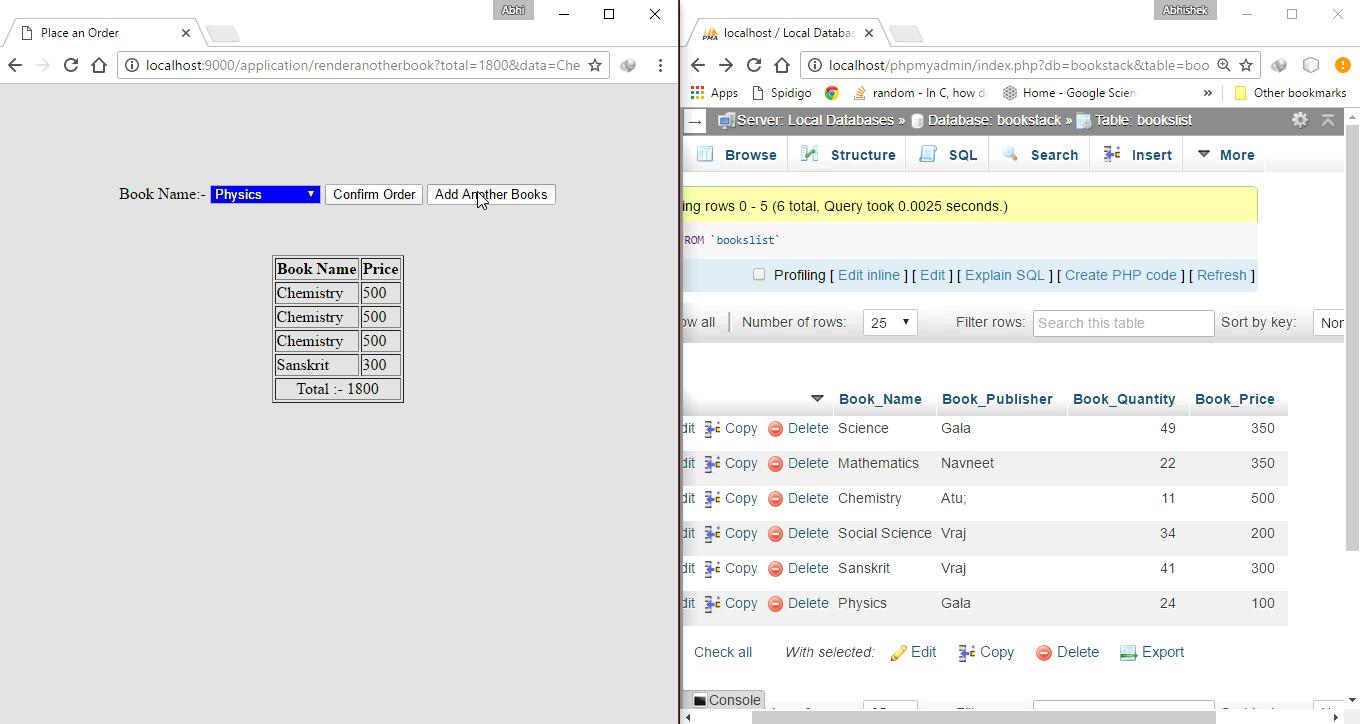 Abhi
Place an Order
localhost:9000/application/renderanotherbook?total=1800&data=Che
Book Name:- Physics Confirm Order Add Another Books
Book Name Price
Chemistry 500
Chemistry 500
Chemistry 500
Sanskrit 300
Total :- 1800
Abhishek
localhost / Local Databas
localhost/phpmyadmin/index.php?db=bookstack&table=boo
Apps Spidigo random - In C, how d Home - Google Scien » Other bookmarks
Server: Local Databases » Database: bookstack » Table: bookslist
Browse Structure SQL Search Insert More
ing rows 0 - 5 (6 total, Query took 0.0025 seconds.)
FROM `bookslist`
Profiling [ Edit inline ] [ Edit ] [ Explain SQL ] [ Create PHP code ] [ Refresh ]
ow all Number of rows: 25 Filter rows: Search this table Sort by key: Nor
Book_Name Book_Publisher Book_Quantity Book_Price
dit Copy Delete Science Gala 49 350
dit Copy Delete Mathematics Navneet 22 350
dit Copy Delete Chemistry Atu; 11 500
dit Copy Delete Social Science Vraj 34 200
dit Copy Delete Sanskrit Vraj 41 300
dit Copy Delete Physics Gala 24 100
Check all With selected: Edit Copy Delete Export
Console